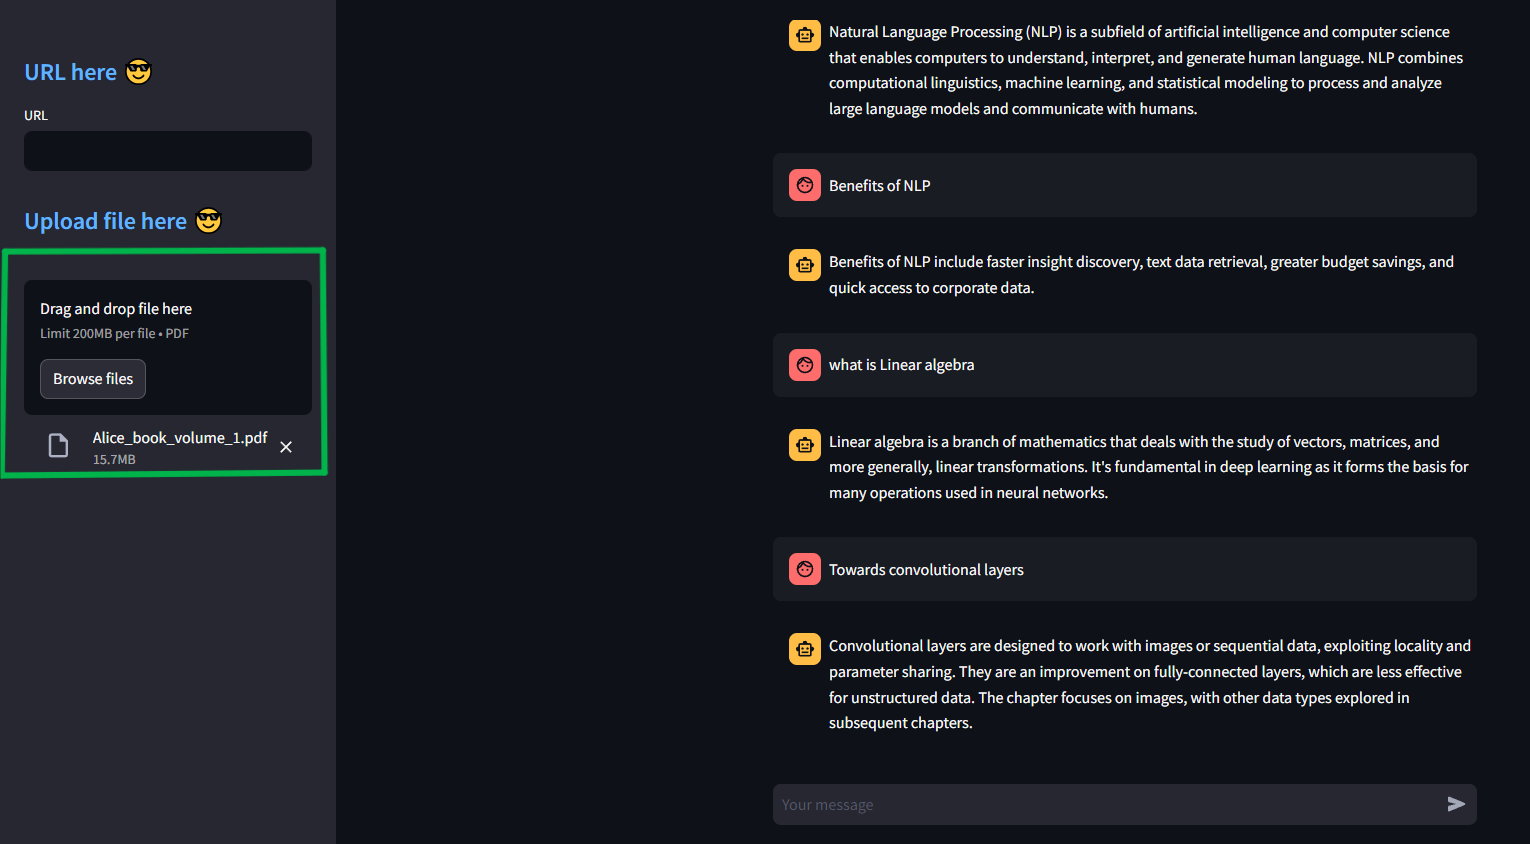 URL here 😎
URL
Upload file here 😎
Drag and drop file here
Limit 200MB per file • PDF
Browse files
Alice_book_volume_1.pdf
15.7MB
Natural Language Processing (NLP) is a subfield of artificial intelligence and computer science
that enables computers to understand, interpret, and generate human language. NLP combines
computational linguistics, machine learning, and statistical modeling to process and analyze
large language models and communicate with humans.
Benefits of NLP
Benefits of NLP include faster insight discovery, text data retrieval, greater budget savings, and
quick access to corporate data.
what is Linear algebra
Linear algebra is a branch of mathematics that deals with the study of vectors, matrices, and
more generally, linear transformations. It's fundamental in deep learning as it forms the basis for
many operations used in neural networks.
Towards convolutional layers
Convolutional layers are designed to work with images or sequential data, exploiting locality and
parameter sharing. They are an improvement on fully-connected layers, which are less effective
for unstructured data. The chapter focuses on images, with other data types explored in
subsequent chapters.
Your message